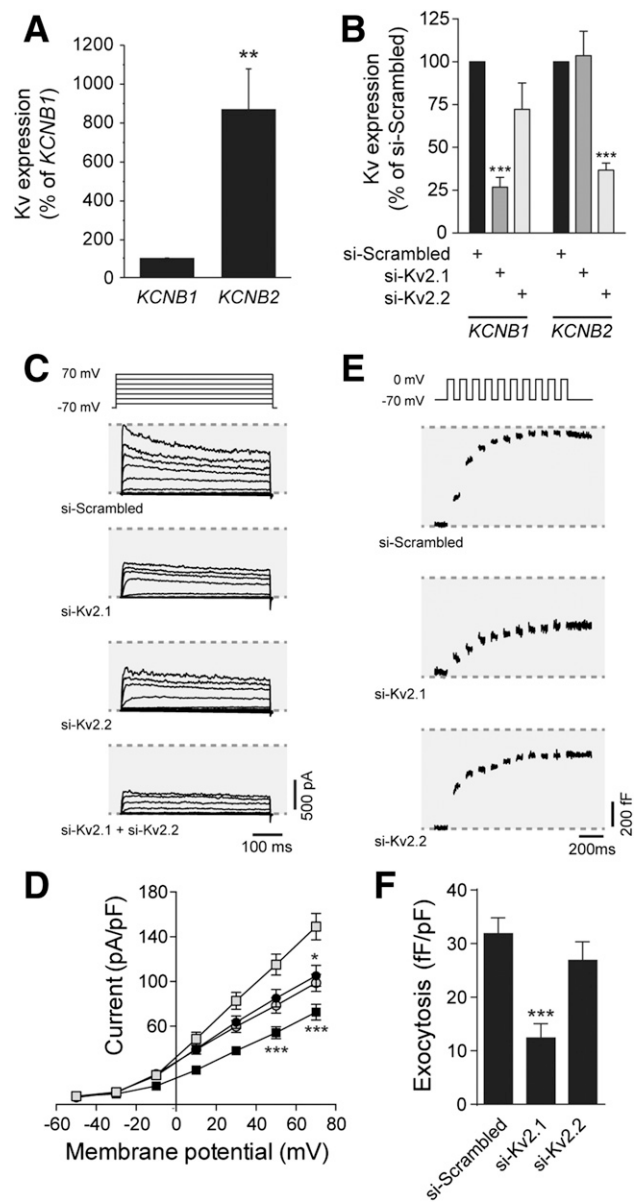 A
Kv expression
(% of KCNB1)
1200
1000
800
600
400
200
0
**
KCNB1
KCNB2
B
Kv expression
(% of si-Scrambled)
125
100
75
50
25
0
***
***
si-Scrambled + +
si-Kv2.1 + +
si-Kv2.2 + +
KCNB1
KCNB2
C
70 mV
-70 mV
si-Scrambled
si-Kv2.1
si-Kv2.2
si-Kv2.1 + si-Kv2.2
500 pA
100 ms
E
0 mV
-70 mV
si-Scrambled
si-Kv2.1
si-Kv2.2
200 fF
200ms
D
Current (pA/pF)
180
140
100
60
*
***
***
-60 -40 -20 0 20 40 60 80
Membrane potential (mV)
F
Exocytosis (fF/pF)
40
30
20
10
0
***
si-Scrambled
si-Kv2.1
si-Kv2.2